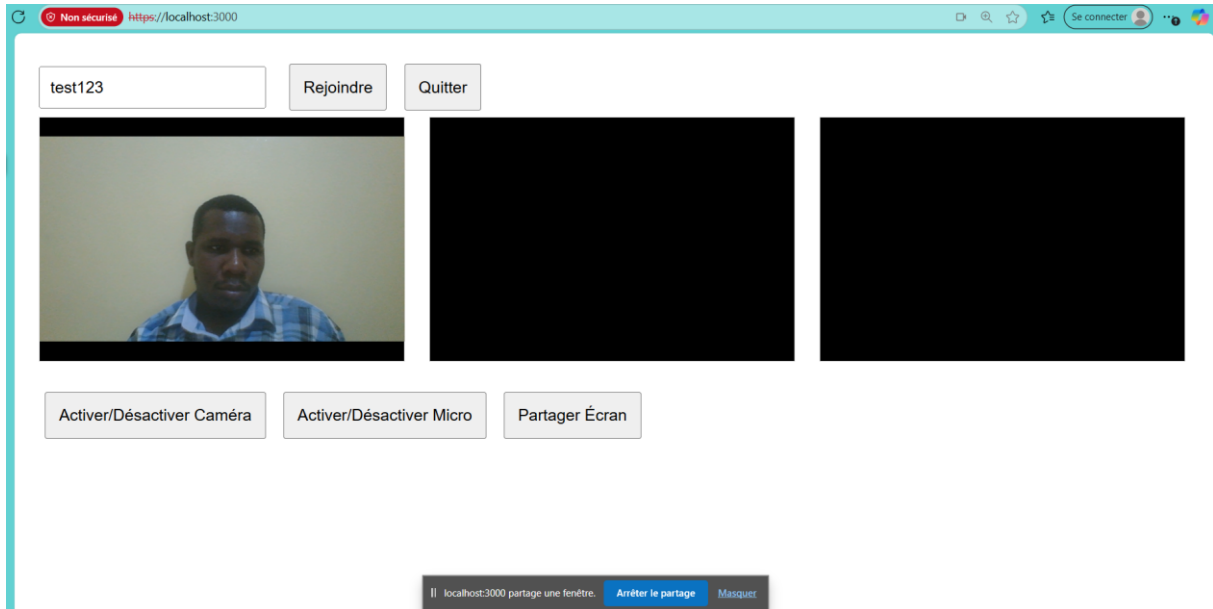 Non sécurisé https://localhost:3000 Se connecter
test123 Rejoindre Quitter
Activer/Désactiver Caméra Activer/Désactiver Micro Partager Écran
localhost:3000 partage une fenêtre. Arrêter le partage Masquer